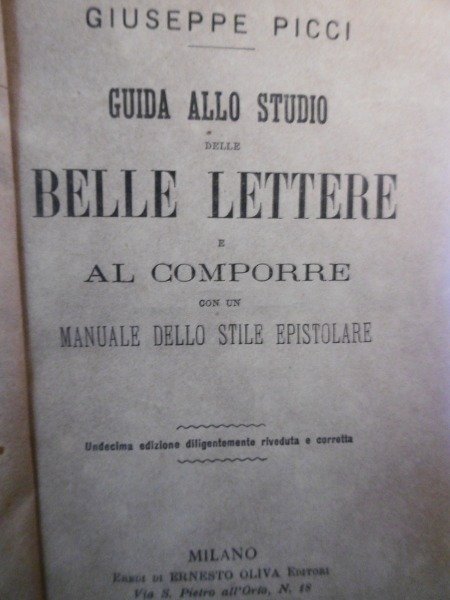 GIUSEPPE PICCI
GUIDA ALLO STUDIO
DELLE
BELLE LETTERE
E
AL COMPORRE
CON UN
MANUALE DELLO STILE EPISTOLARE
Undecima edizione diligentemente riveduta e corretta
MILANO
EREDI DI ERNESTO OLIVA EDITORI
Via S. Pietro all'Orto, N. 18